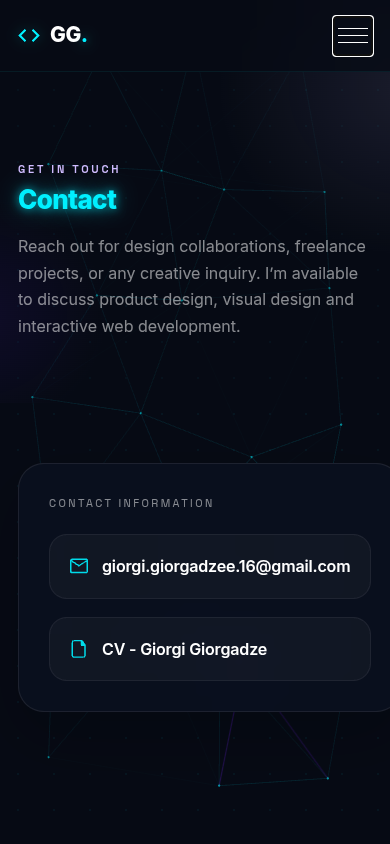 GG.
GET IN TOUCH
Contact
Reach out for design collaborations, freelance
projects, or any creative inquiry. I’m available
to discuss product design, visual design and
interactive web development.
CONTACT INFORMATION
giorgi.giorgadzee.16@gmail.com
CV - Giorgi Giorgadze